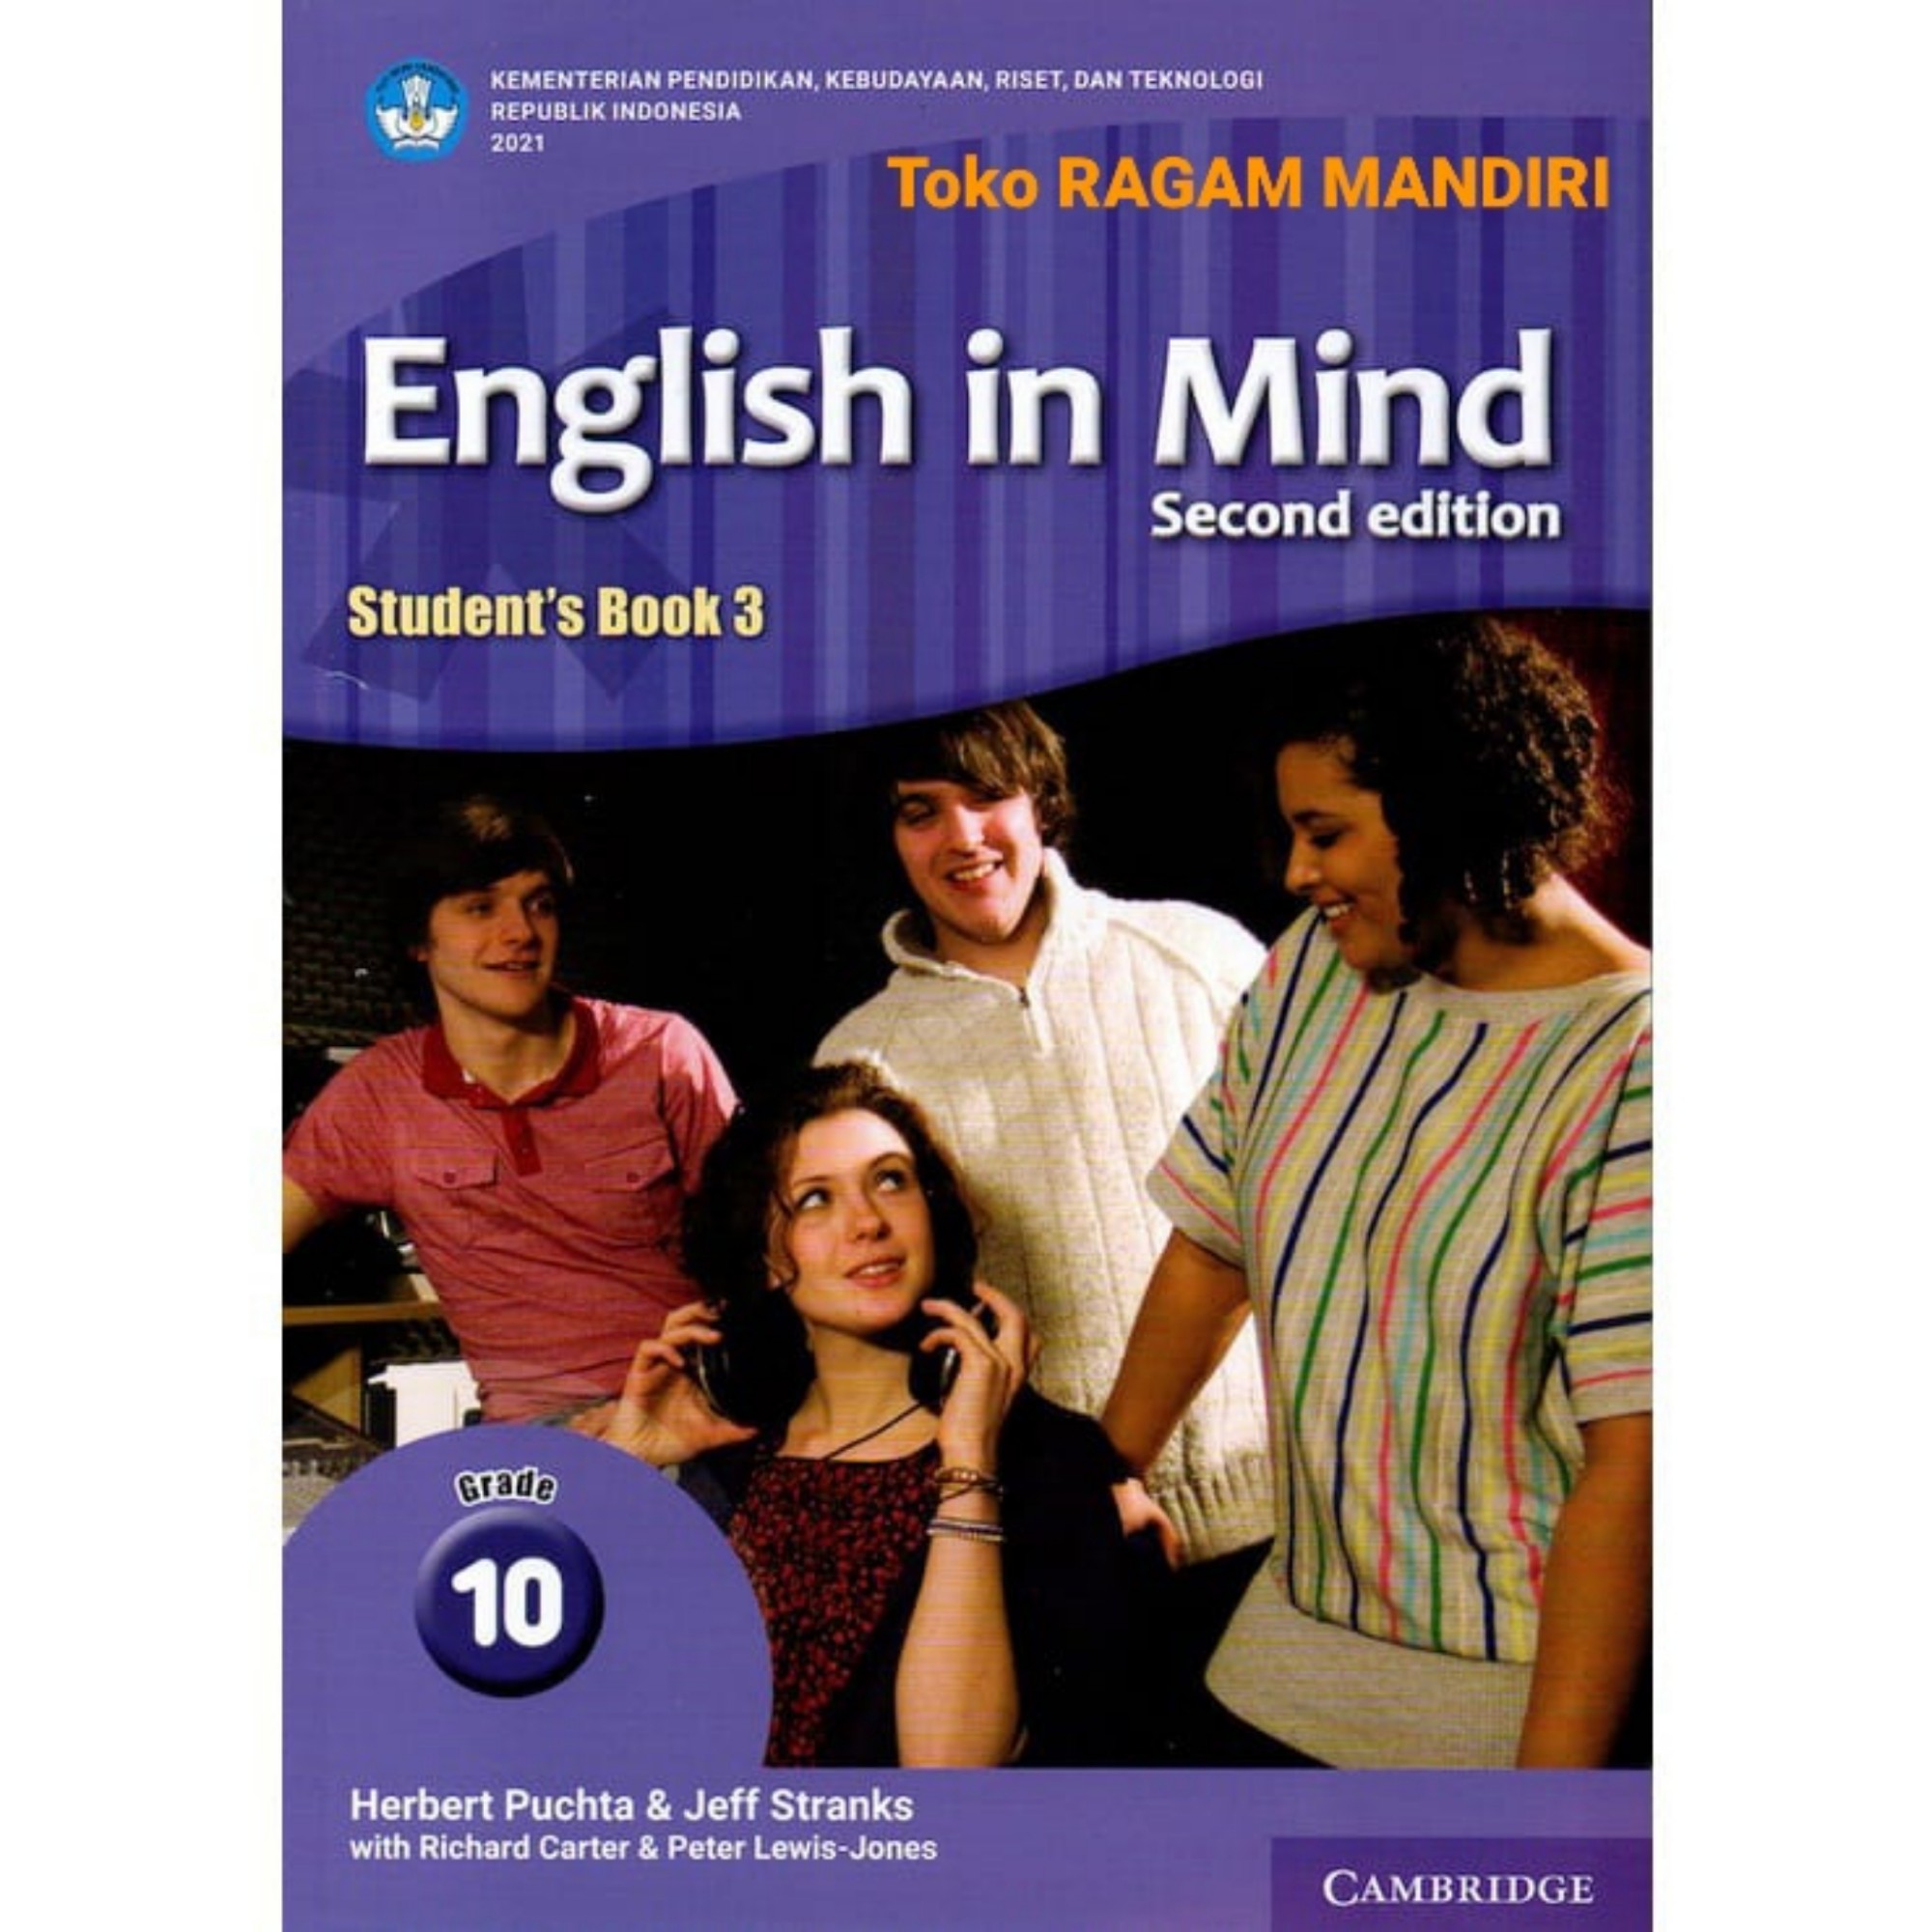 KEMENTERIAN PENDIDIKAN, KEBUDAYAAN, RISET, DAN TEKNOLOGI
REPUBLIK INDONESIA
2021
Toko RAGAM MANDIRI
English in Mind
Second edition
Student's Book 3
Grade
10
Herbert Puchta & Jeff Stranks
with Richard Carter & Peter Lewis-Jones
CAMBRIDGE